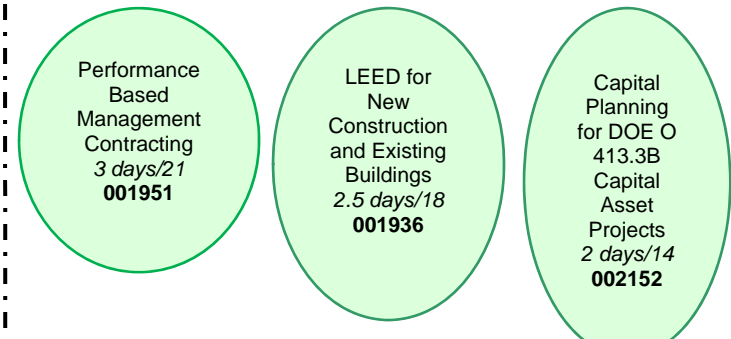 Performance
Based
Management
Contracting
3 days/21
001951
LEED for
New
Construction
and Existing
Buildings
2.5 days/18
001936
Capital
Planning
for DOE O
413.3B
Capital
Asset
Projects
2 days/14
002152